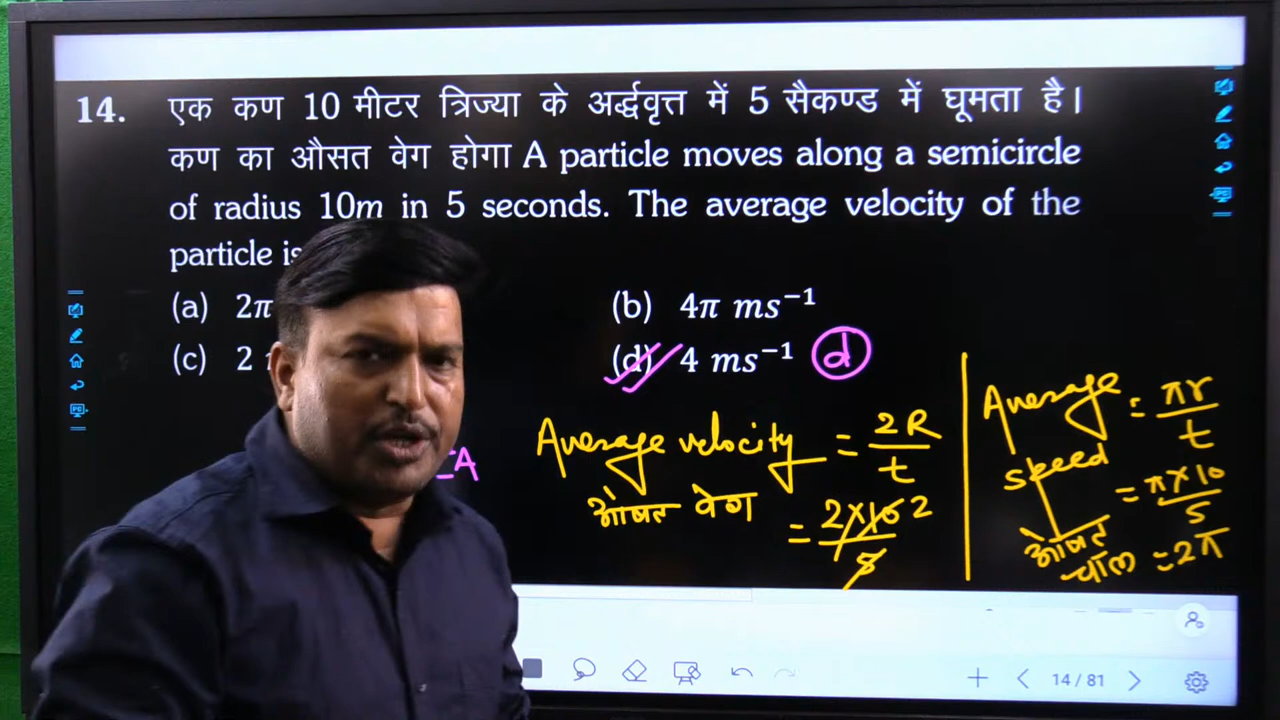 14. एक कण 10 मीटर त्रिज्या के अर्द्धवृत्त में 5 सैकण्ड में घूमता है।
कण का औसत वेग होगा A particle moves along a semicircle
of radius 10m in 5 seconds. The average velocity of the
particle is
(a) 2π
(b) 4π ms⁻¹
(c) 2
(d) 4 ms⁻¹ d
Average velocity = 2R/t
औसत वेग
= 2×10/5 2
Average speed = πr/t
= π×10/5
औसत चाल = 2π
14 / 81